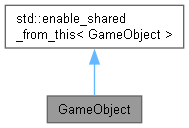 std::enable_shared
_from_this< GameObject >
GameObject